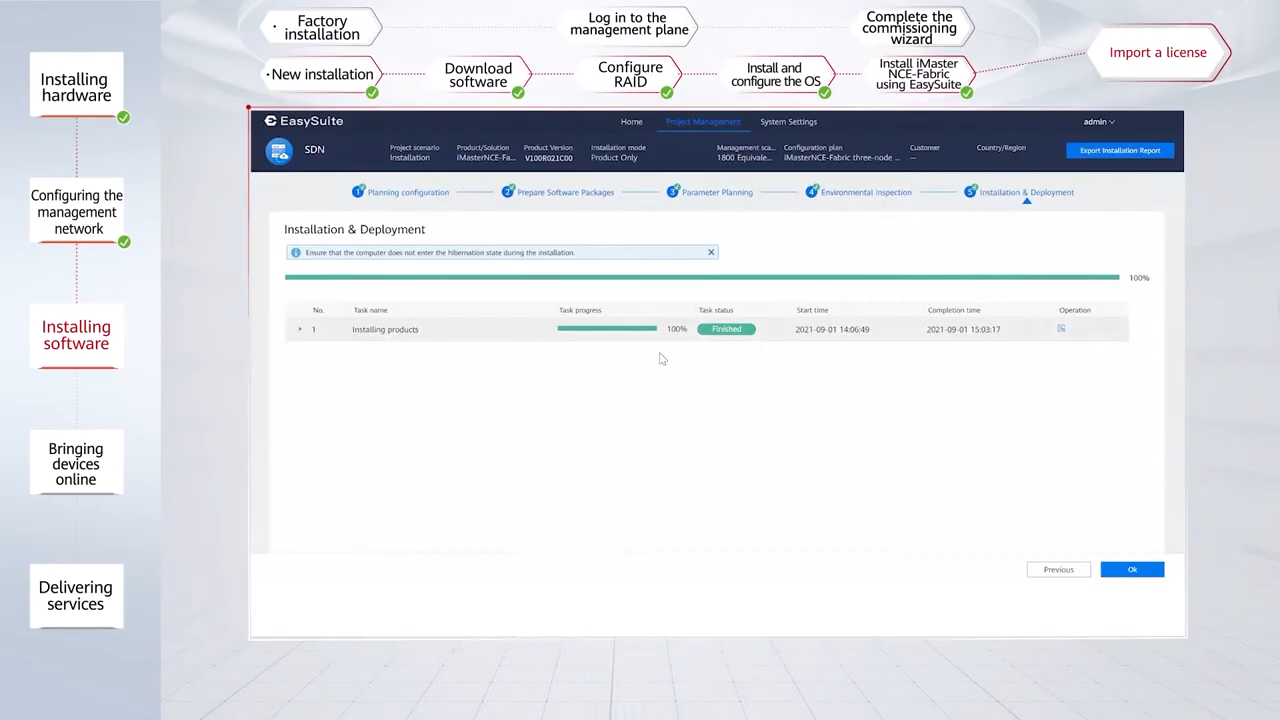 Factory
installation
Log in to the
management plane
Complete the
commissioning
wizard
Import a license
New installation
Download
software
Configure
RAID
Install and
configure the OS
Install iMaster
NCE-Fabric
using EasySuite
Installing
hardware
Configuring the
management
network
Installing
software
Bringing
devices
online
Delivering
services
EasySuite
Home
Project Management
System Settings
admin
SDN
Project scenario
Installation
Product/Solution
iMasterNCE-Fa...
Product Version
V100R021C00
Installation mode
Product Only
Management sca...
1800 Equivale...
Configuration plan
iMasterNCE-Fabric three-node ...
Customer
--
Country/Region
Export Installation Report
1 Planning configuration
2 Prepare Software Packages
3 Parameter Planning
4 Environmental Inspection
5 Installation & Deployment
Installation & Deployment
Ensure that the computer does not enter the hibernation state during the installation.
100%
No. Task name Task progress Task status Start time Completion time Operation
1 Installing products 100% Finished 2021-09-01 14:06:49 2021-09-01 15:03:17
Previous
Ok